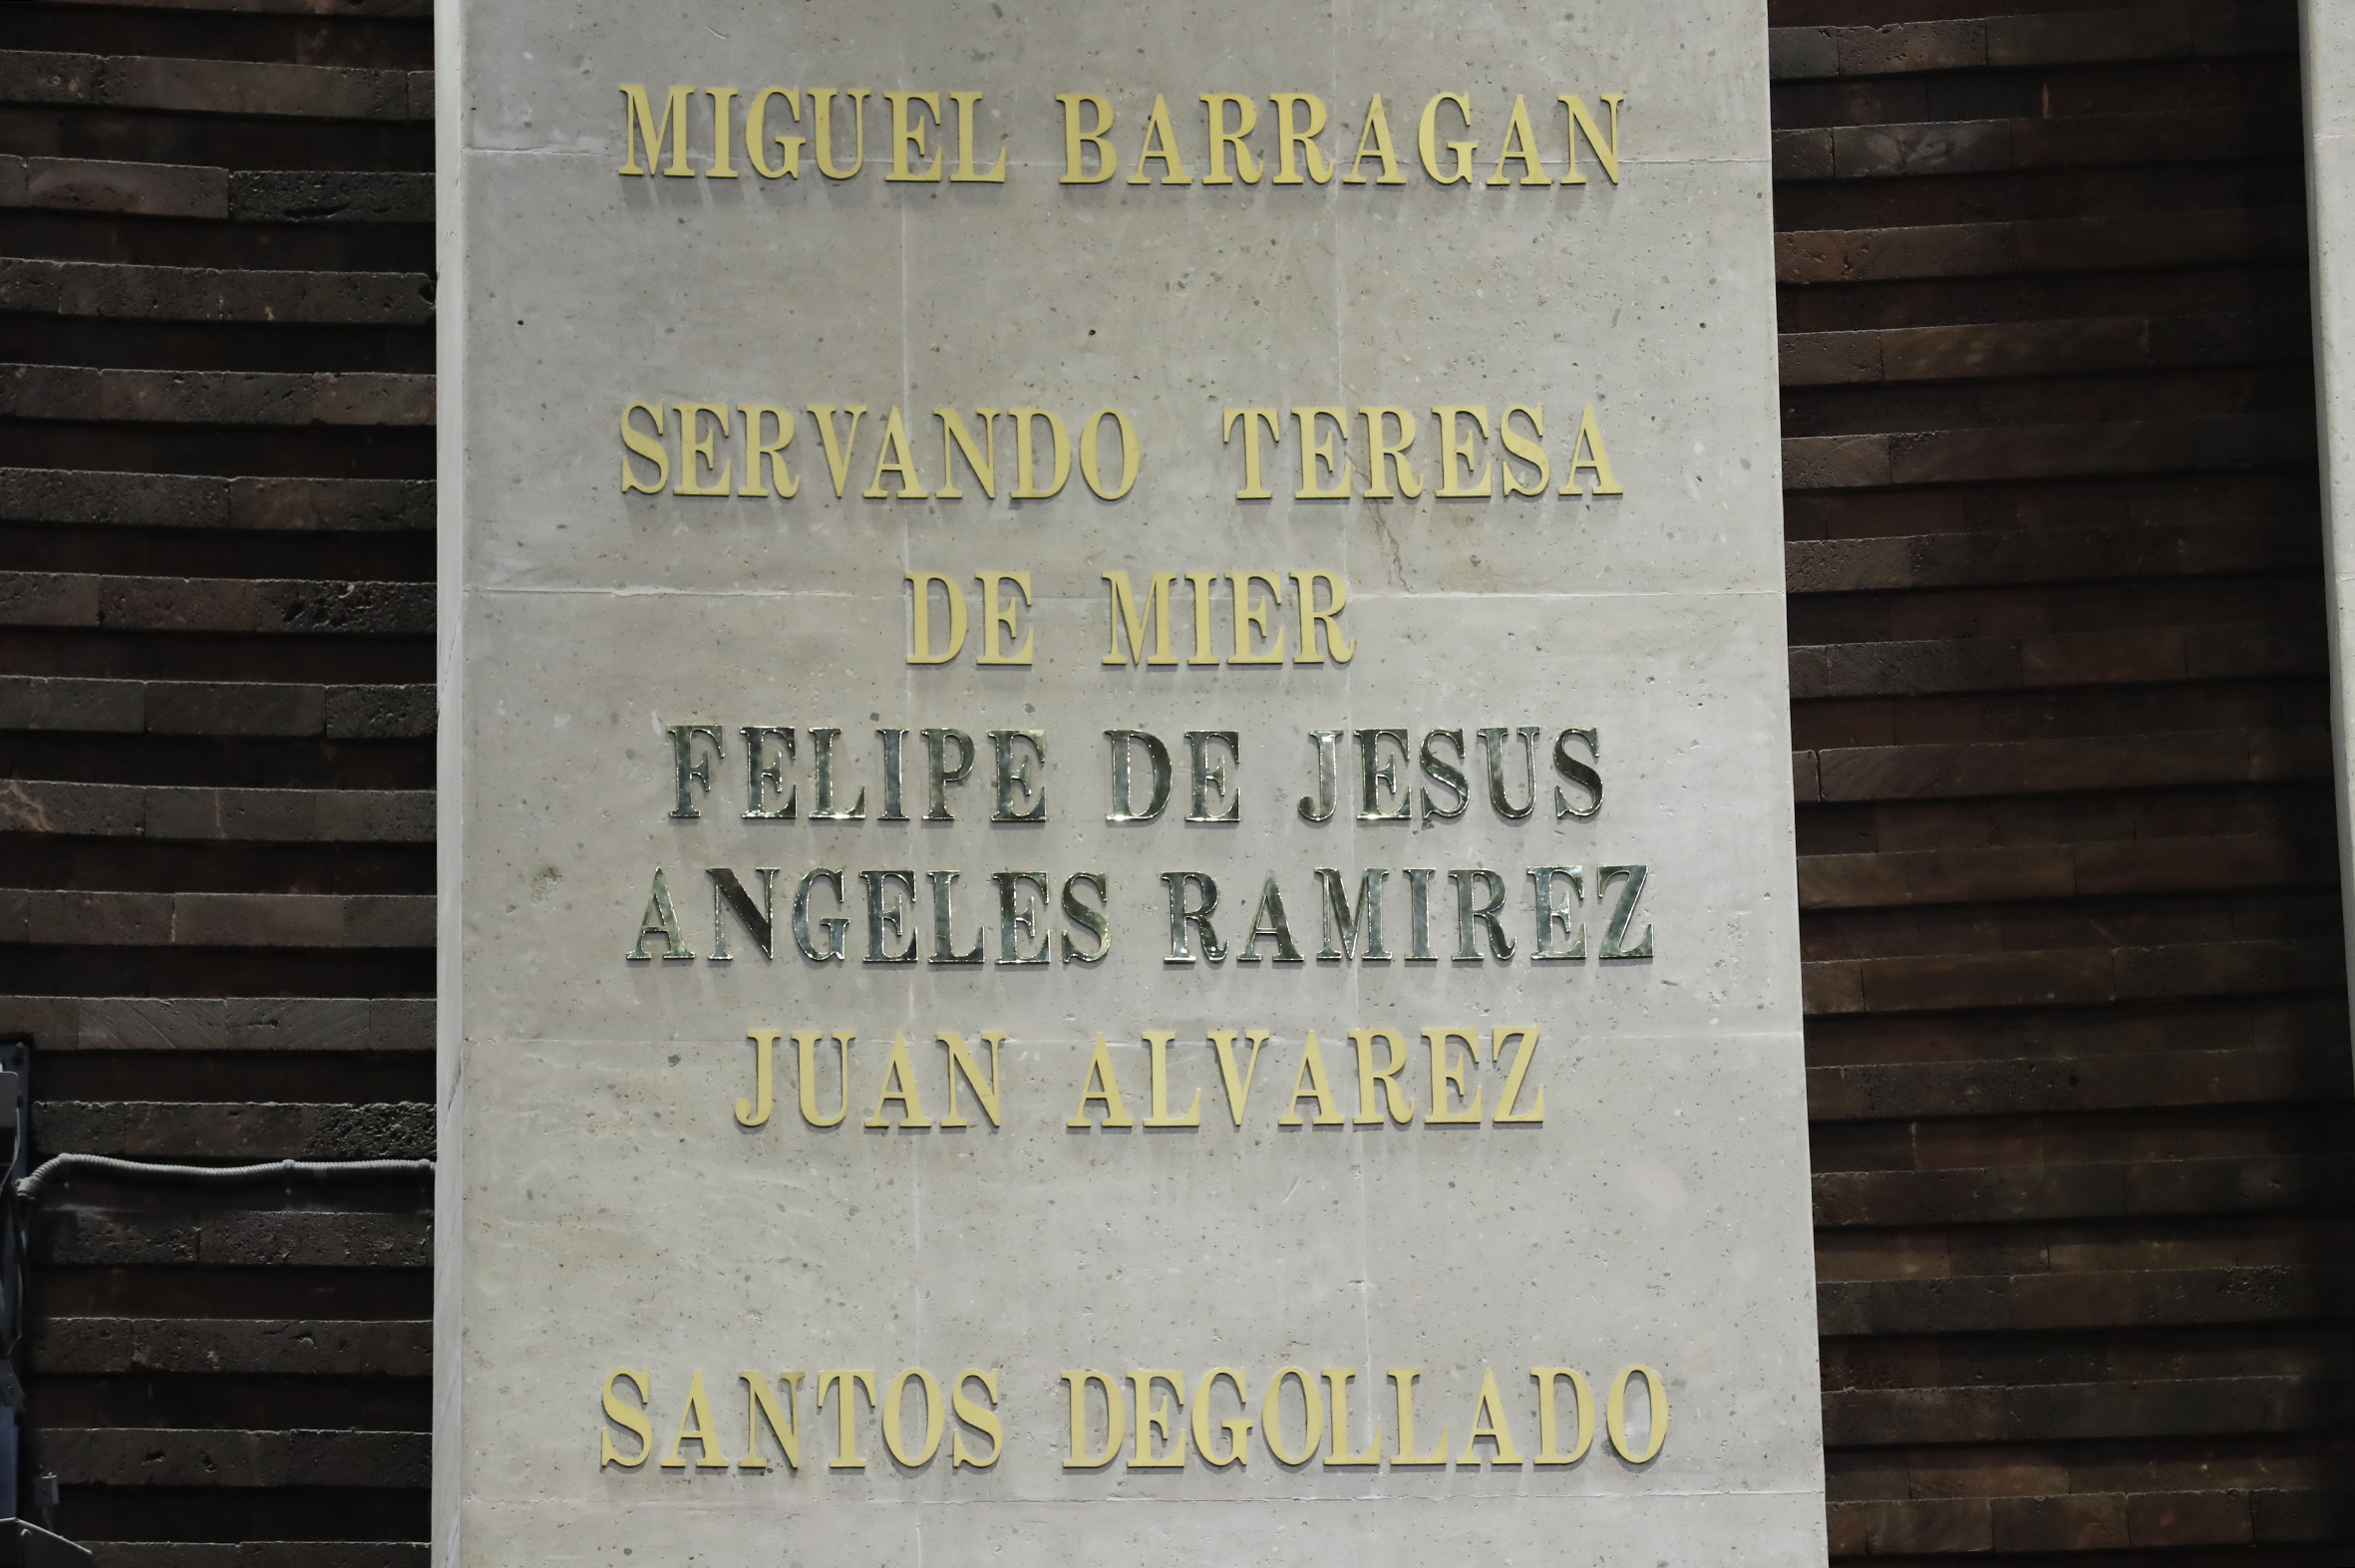 MIGUEL BARRAGAN
SERVANDO TERESA
DE MIER
FELIPE DE JESUS
ANGELES RAMIREZ
JUAN ALVAREZ
SANTOS DEGOLLADO